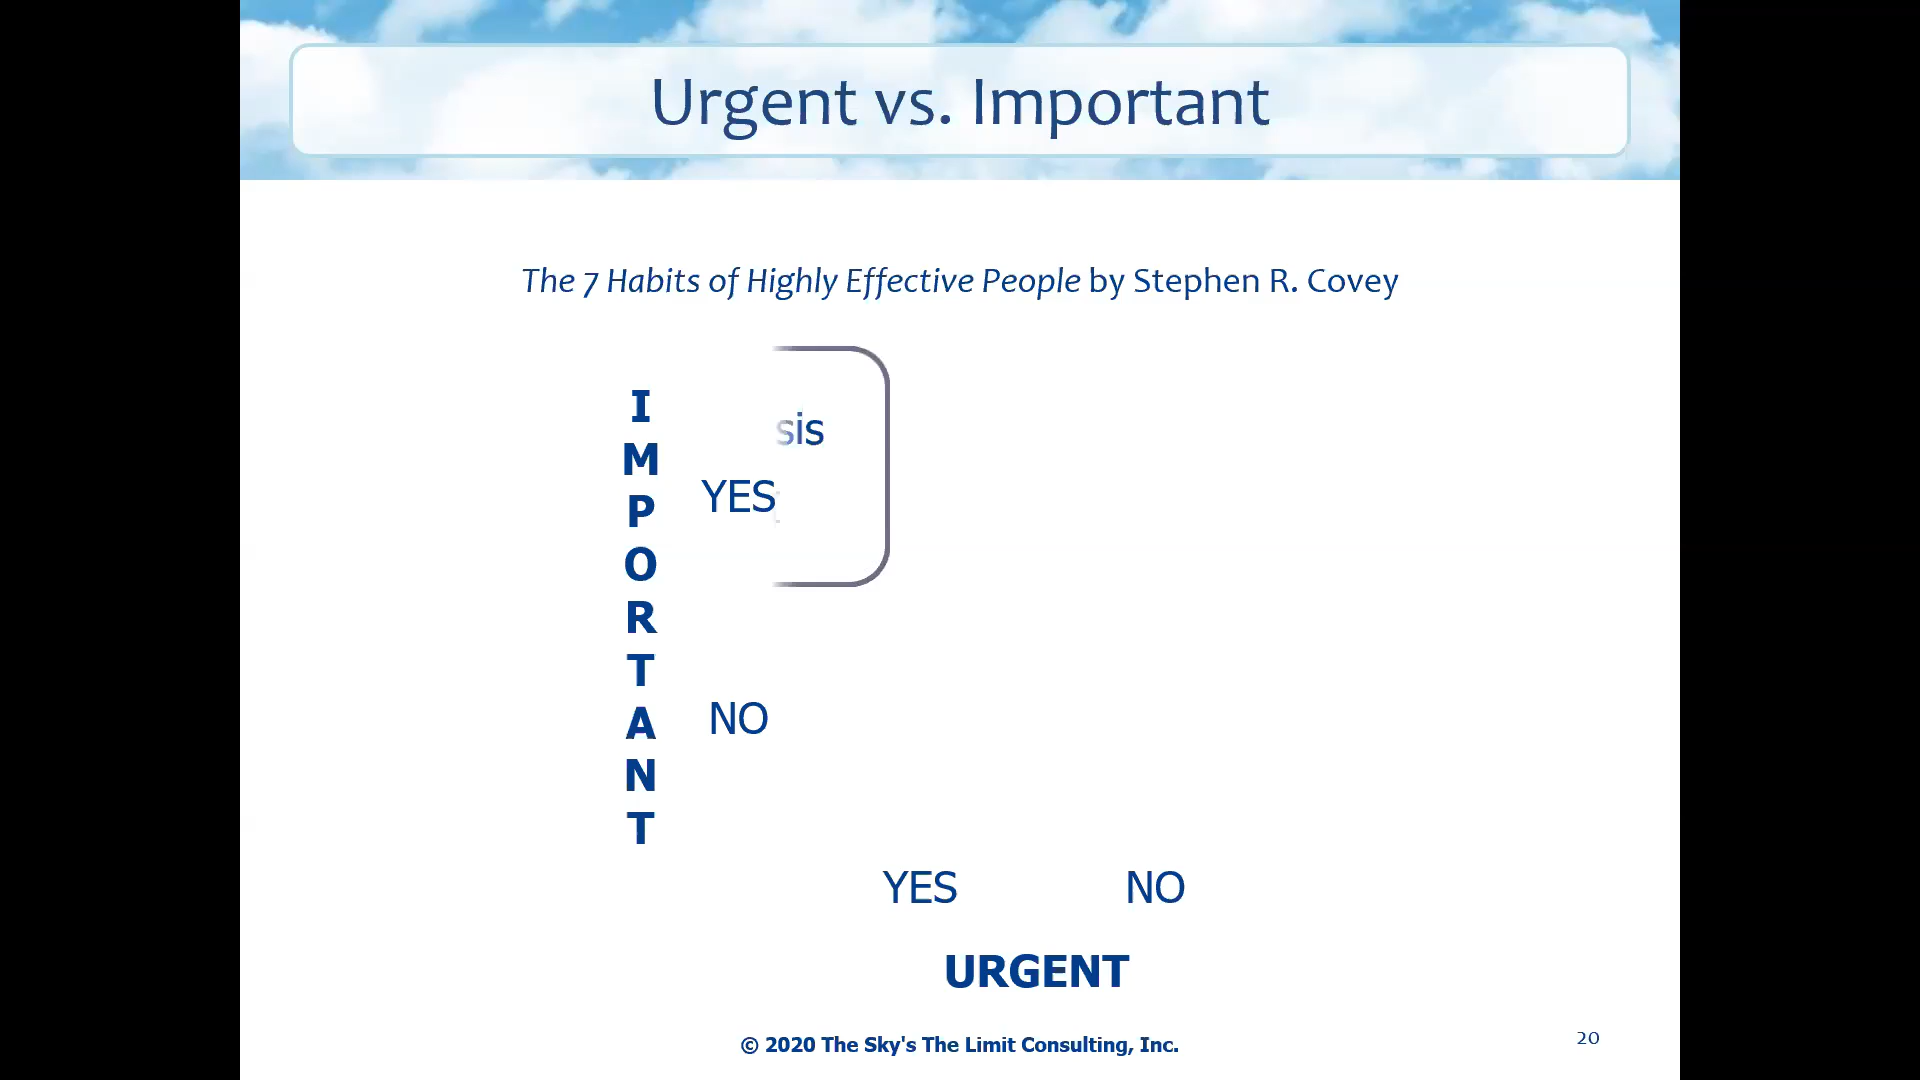 Urgent vs. Important
The 7 Habits of Highly Effective People by Stephen R. Covey
I
M
P
O
R
T
A
N
T
sis
YES
NO
YES NO
URGENT
© 2020 The Sky's The Limit Consulting, Inc.
20